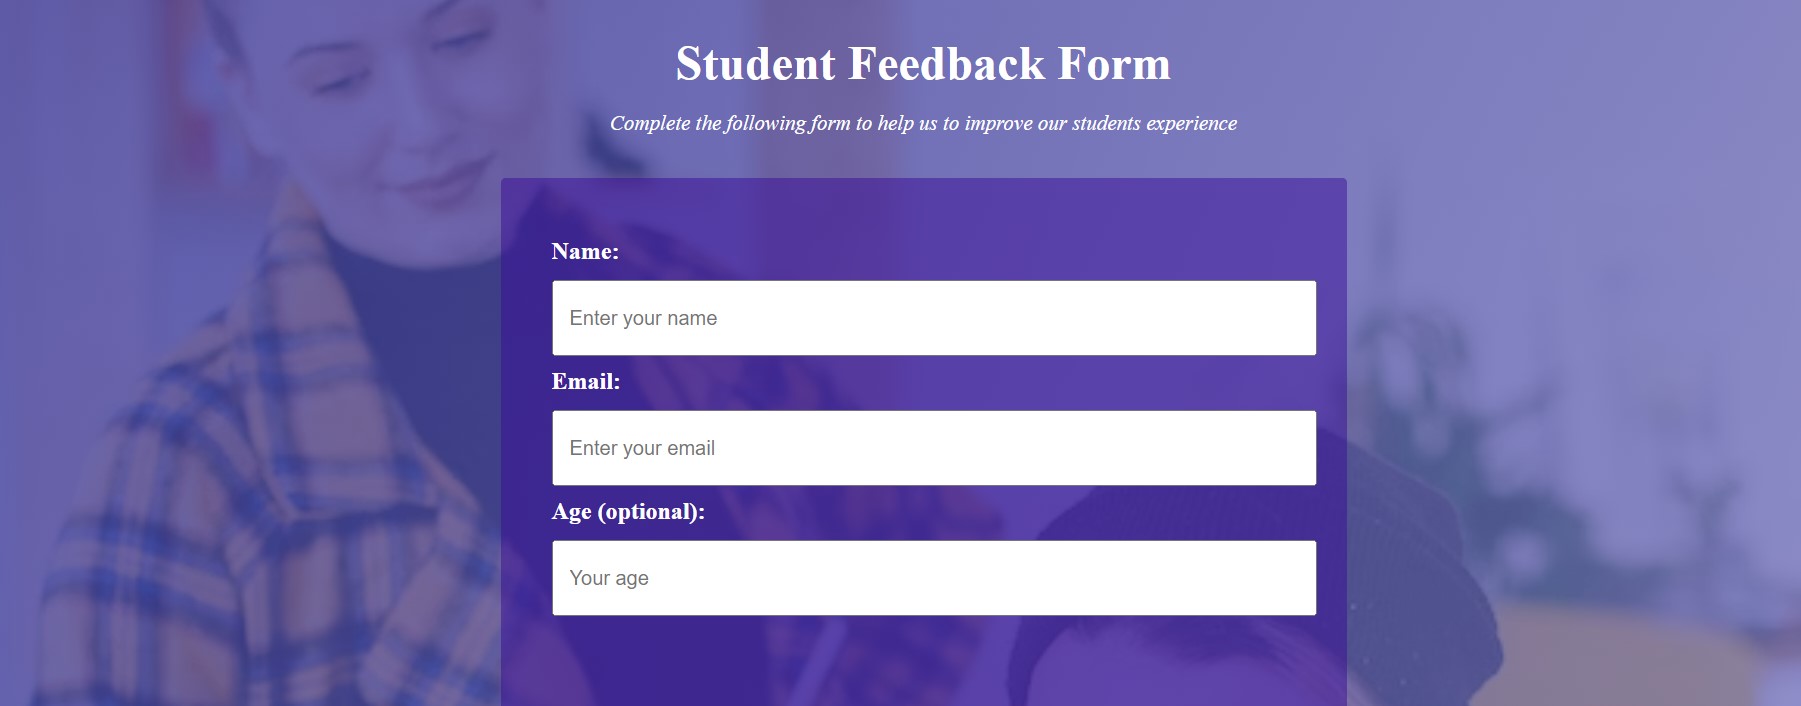 Student Feedback Form
Complete the following form to help us to improve our students experience
Name:
Enter your name
Email:
Enter your email
Age (optional):
Your age